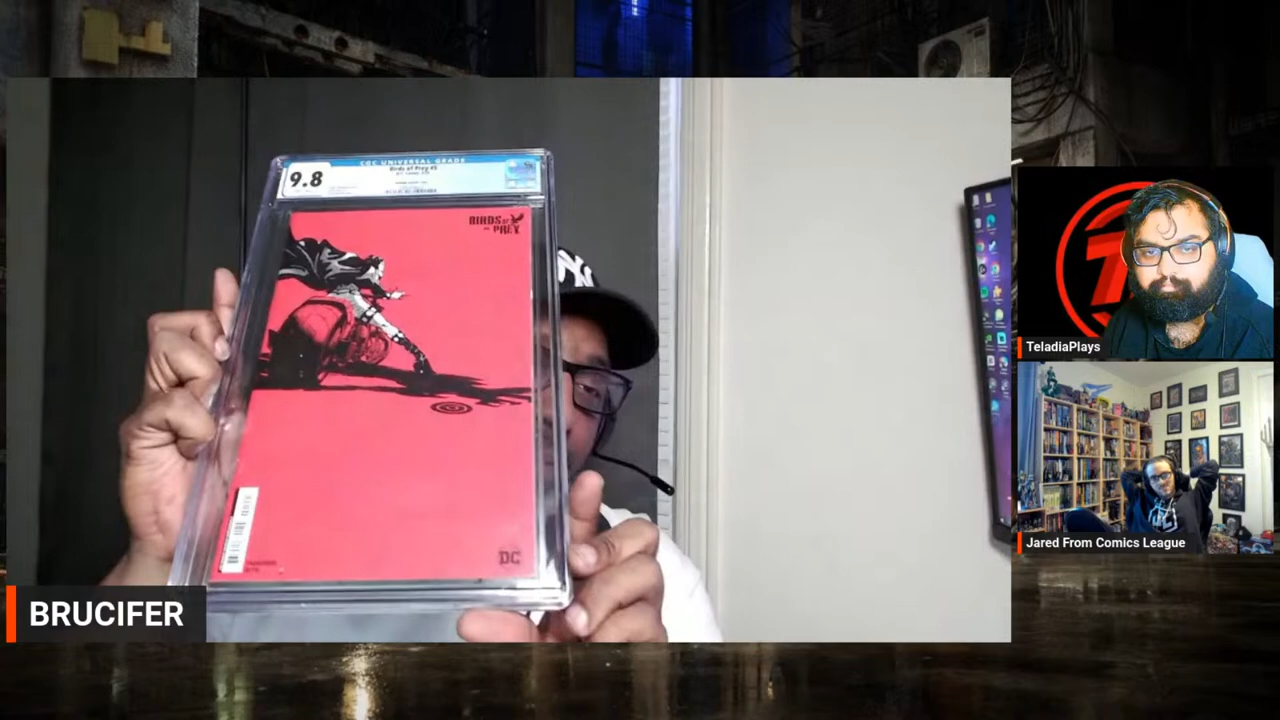 CGC UNIVERSAL GRADE
9.8
Birds of Prey #5
BIRDS OF
PREY
DC
BRUCIFER
TeladiaPlays
Jared From Comics League